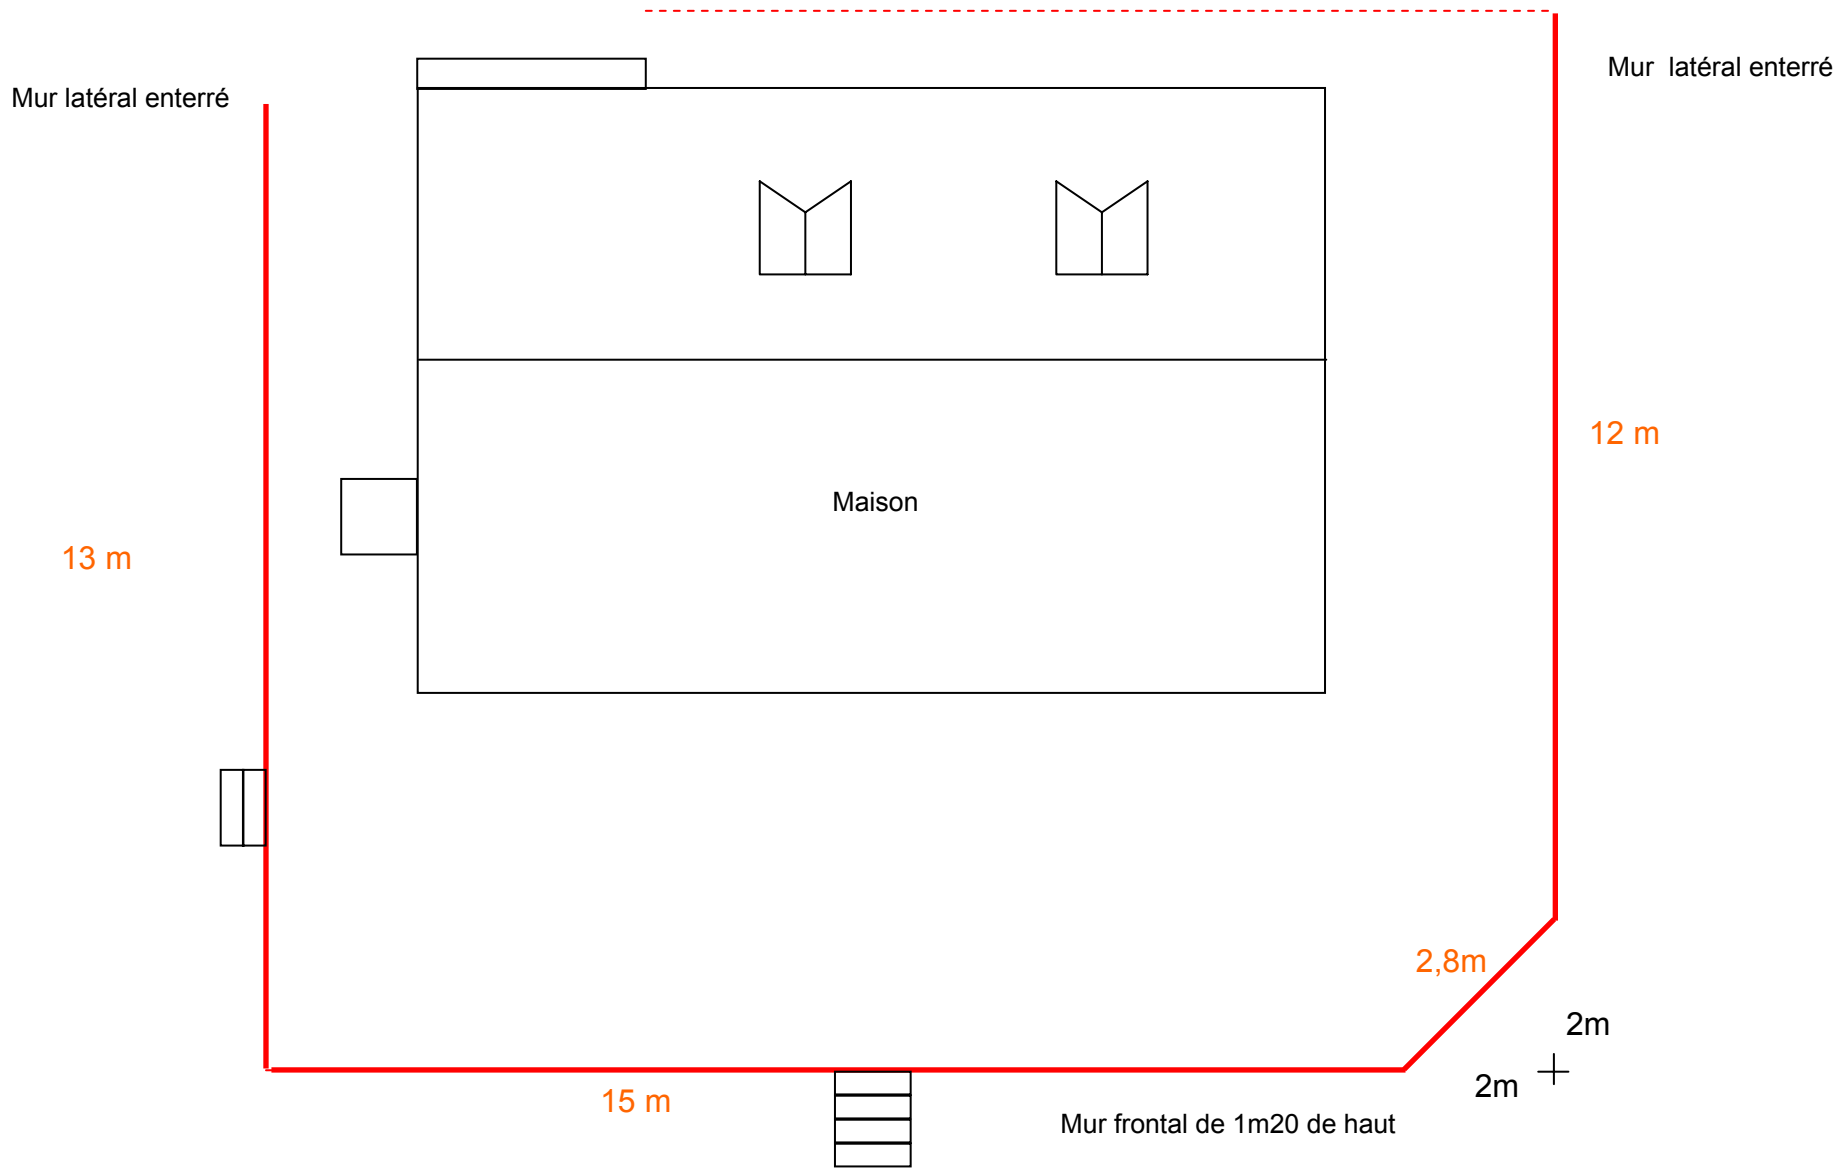 Mur latéral enterré
Mur latéral enterré
12 m
Maison
13 m
2,8m
2m
2m
15 m
Mur frontal de 1m20 de haut